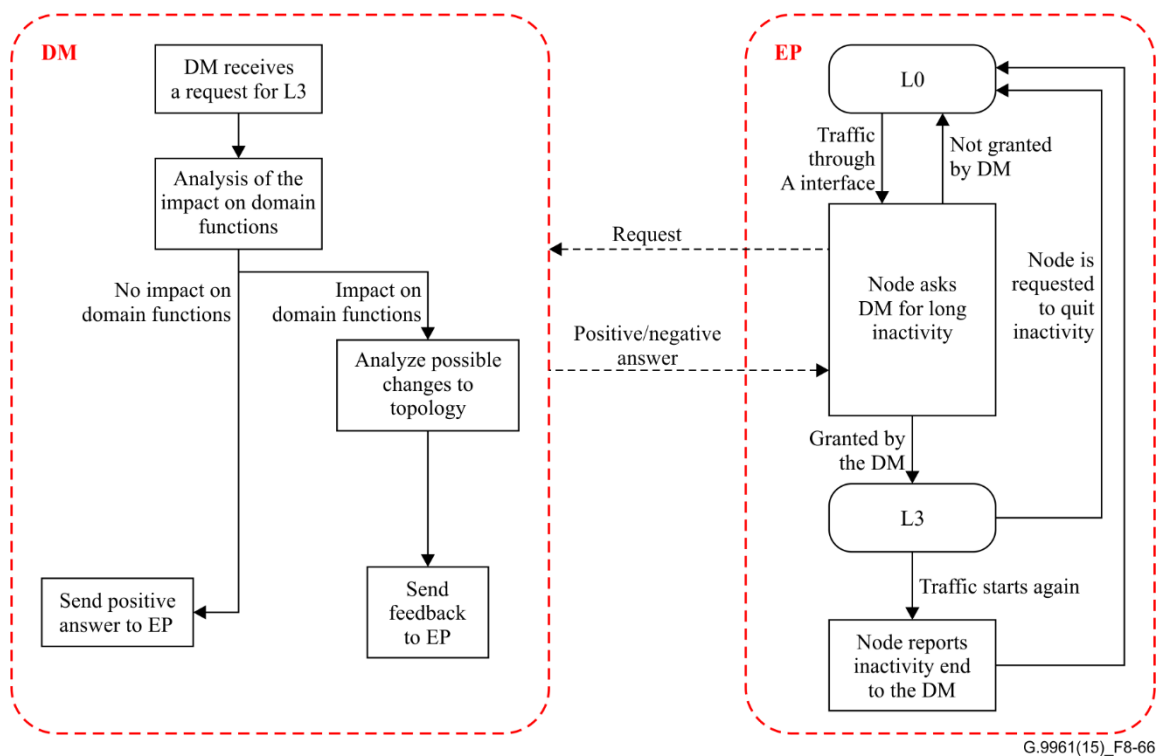 DM
DM receives
a request for L3
Analysis of the
impact on domain
functions
No impact on
domain functions
Impact on
domain functions
Analyze possible
changes to
topology
Send positive
answer to EP
Send
feedback
to EP
Request
Positive/negative
answer
EP
L0
Traffic
through
A interface
Not granted
by DM
Node asks
DM for long
inactivity
Node is
requested
to quit
inactivity
Granted by
the DM
L3
Traffic starts again
Node reports
inactivity end
to the DM
G.9961(15)_F8-66